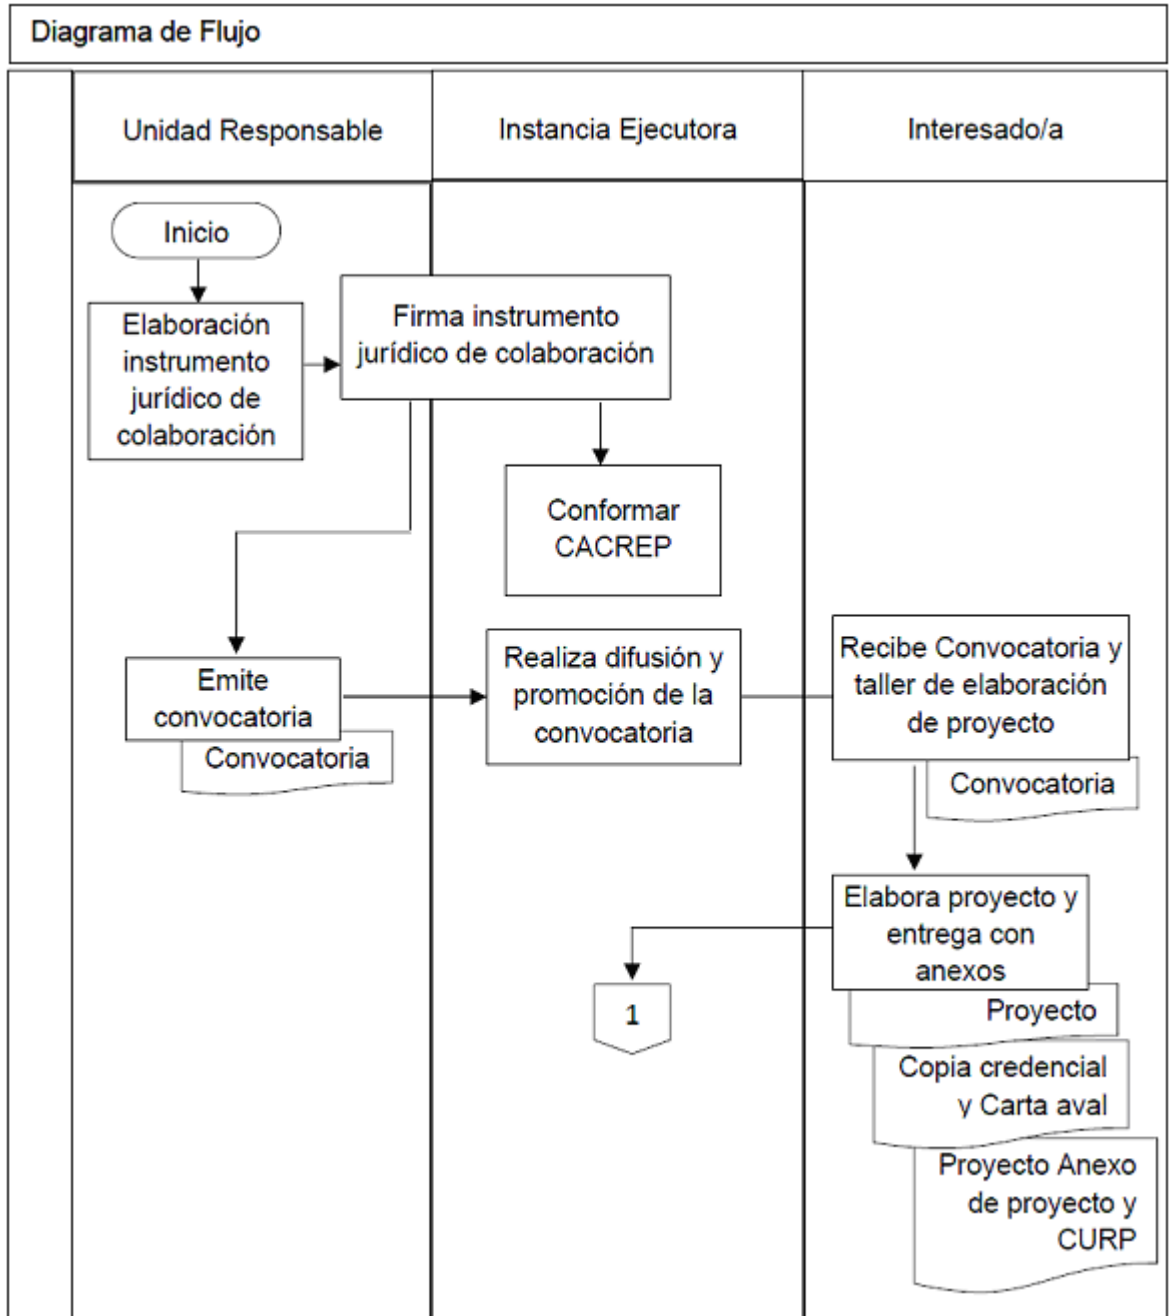 Diagrama de Flujo
Unidad Responsable
Instancia Ejecutora
Interesado/a
Inicio
Elaboración
instrumento
jurídico de
colaboración
Firma instrumento
jurídico de colaboración
Conformar
CACREP
Emite
convocatoria
Convocatoria
Realiza difusión y
promoción de la
convocatoria
Recibe Convocatoria y
taller de elaboración
de proyecto
Convocatoria
Elabora proyecto y
entrega con
anexos
1
Proyecto
Copia credencial
y Carta aval
Proyecto Anexo
de proyecto y
CURP